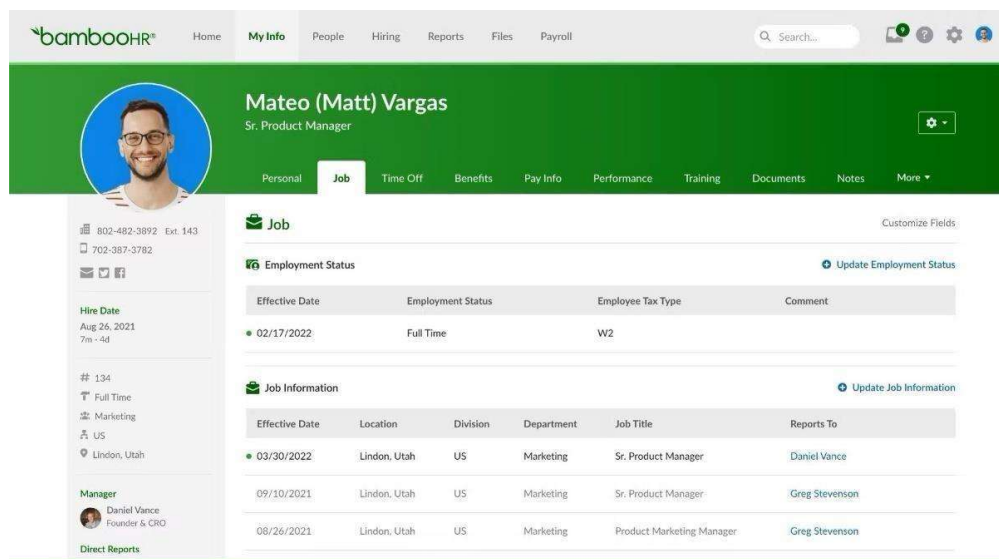 bambooHR®
Home My Info People Hiring Reports Files Payroll
Search...
9
Mateo (Matt) Vargas
Sr. Product Manager
Personal Job Time Off Benefits Pay Info Performance Training Documents Notes More
802-482-3892 Ext. 143
702-387-3782
Hire Date
Aug 26, 2021
7m - 4d
# 134
Full Time
Marketing
US
Lindon, Utah
Manager
Daniel Vance
Founder & CRO
Direct Reports
Job
Customize Fields
Employment Status
Update Employment Status
Effective Date Employment Status Employee Tax Type Comment
02/17/2022 Full Time W2
Job Information
Update Job Information
Effective Date Location Division Department Job Title Reports To
03/30/2022 Lindon, Utah US Marketing Sr. Product Manager Daniel Vance
09/10/2021 Lindon, Utah US Marketing Sr. Product Manager Greg Stevenson
08/26/2021 Lindon, Utah US Marketing Product Marketing Manager Greg Stevenson